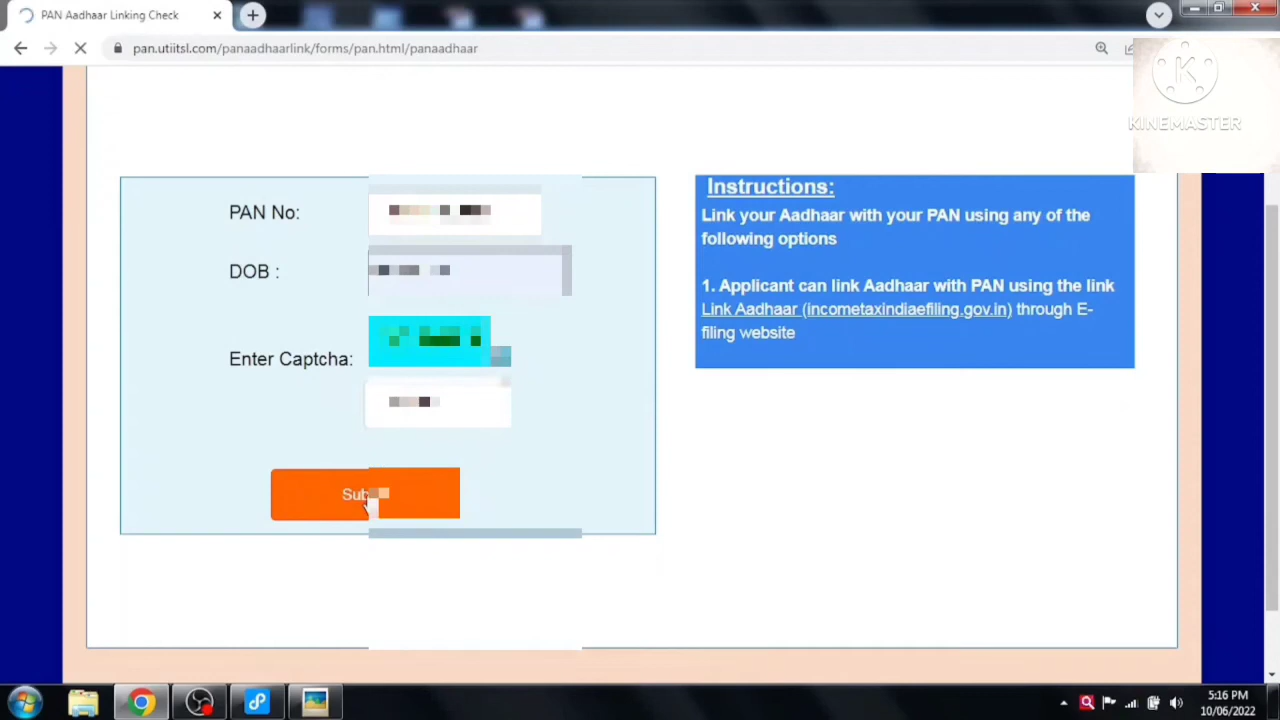 PAN Aadhaar Linking Check
pan.utiitsl.com/panaadhaarlink/forms/pan.html/panaadhaar
KINEMASTER
PAN No:
DOB :
Enter Captcha:
Instructions:
Link your Aadhaar with your PAN using any of the
following options
1. Applicant can link Aadhaar with PAN using the link
Link Aadhaar (incometaxindiaefiling.gov.in) through E-
filing website
5:16 PM
10/06/2022